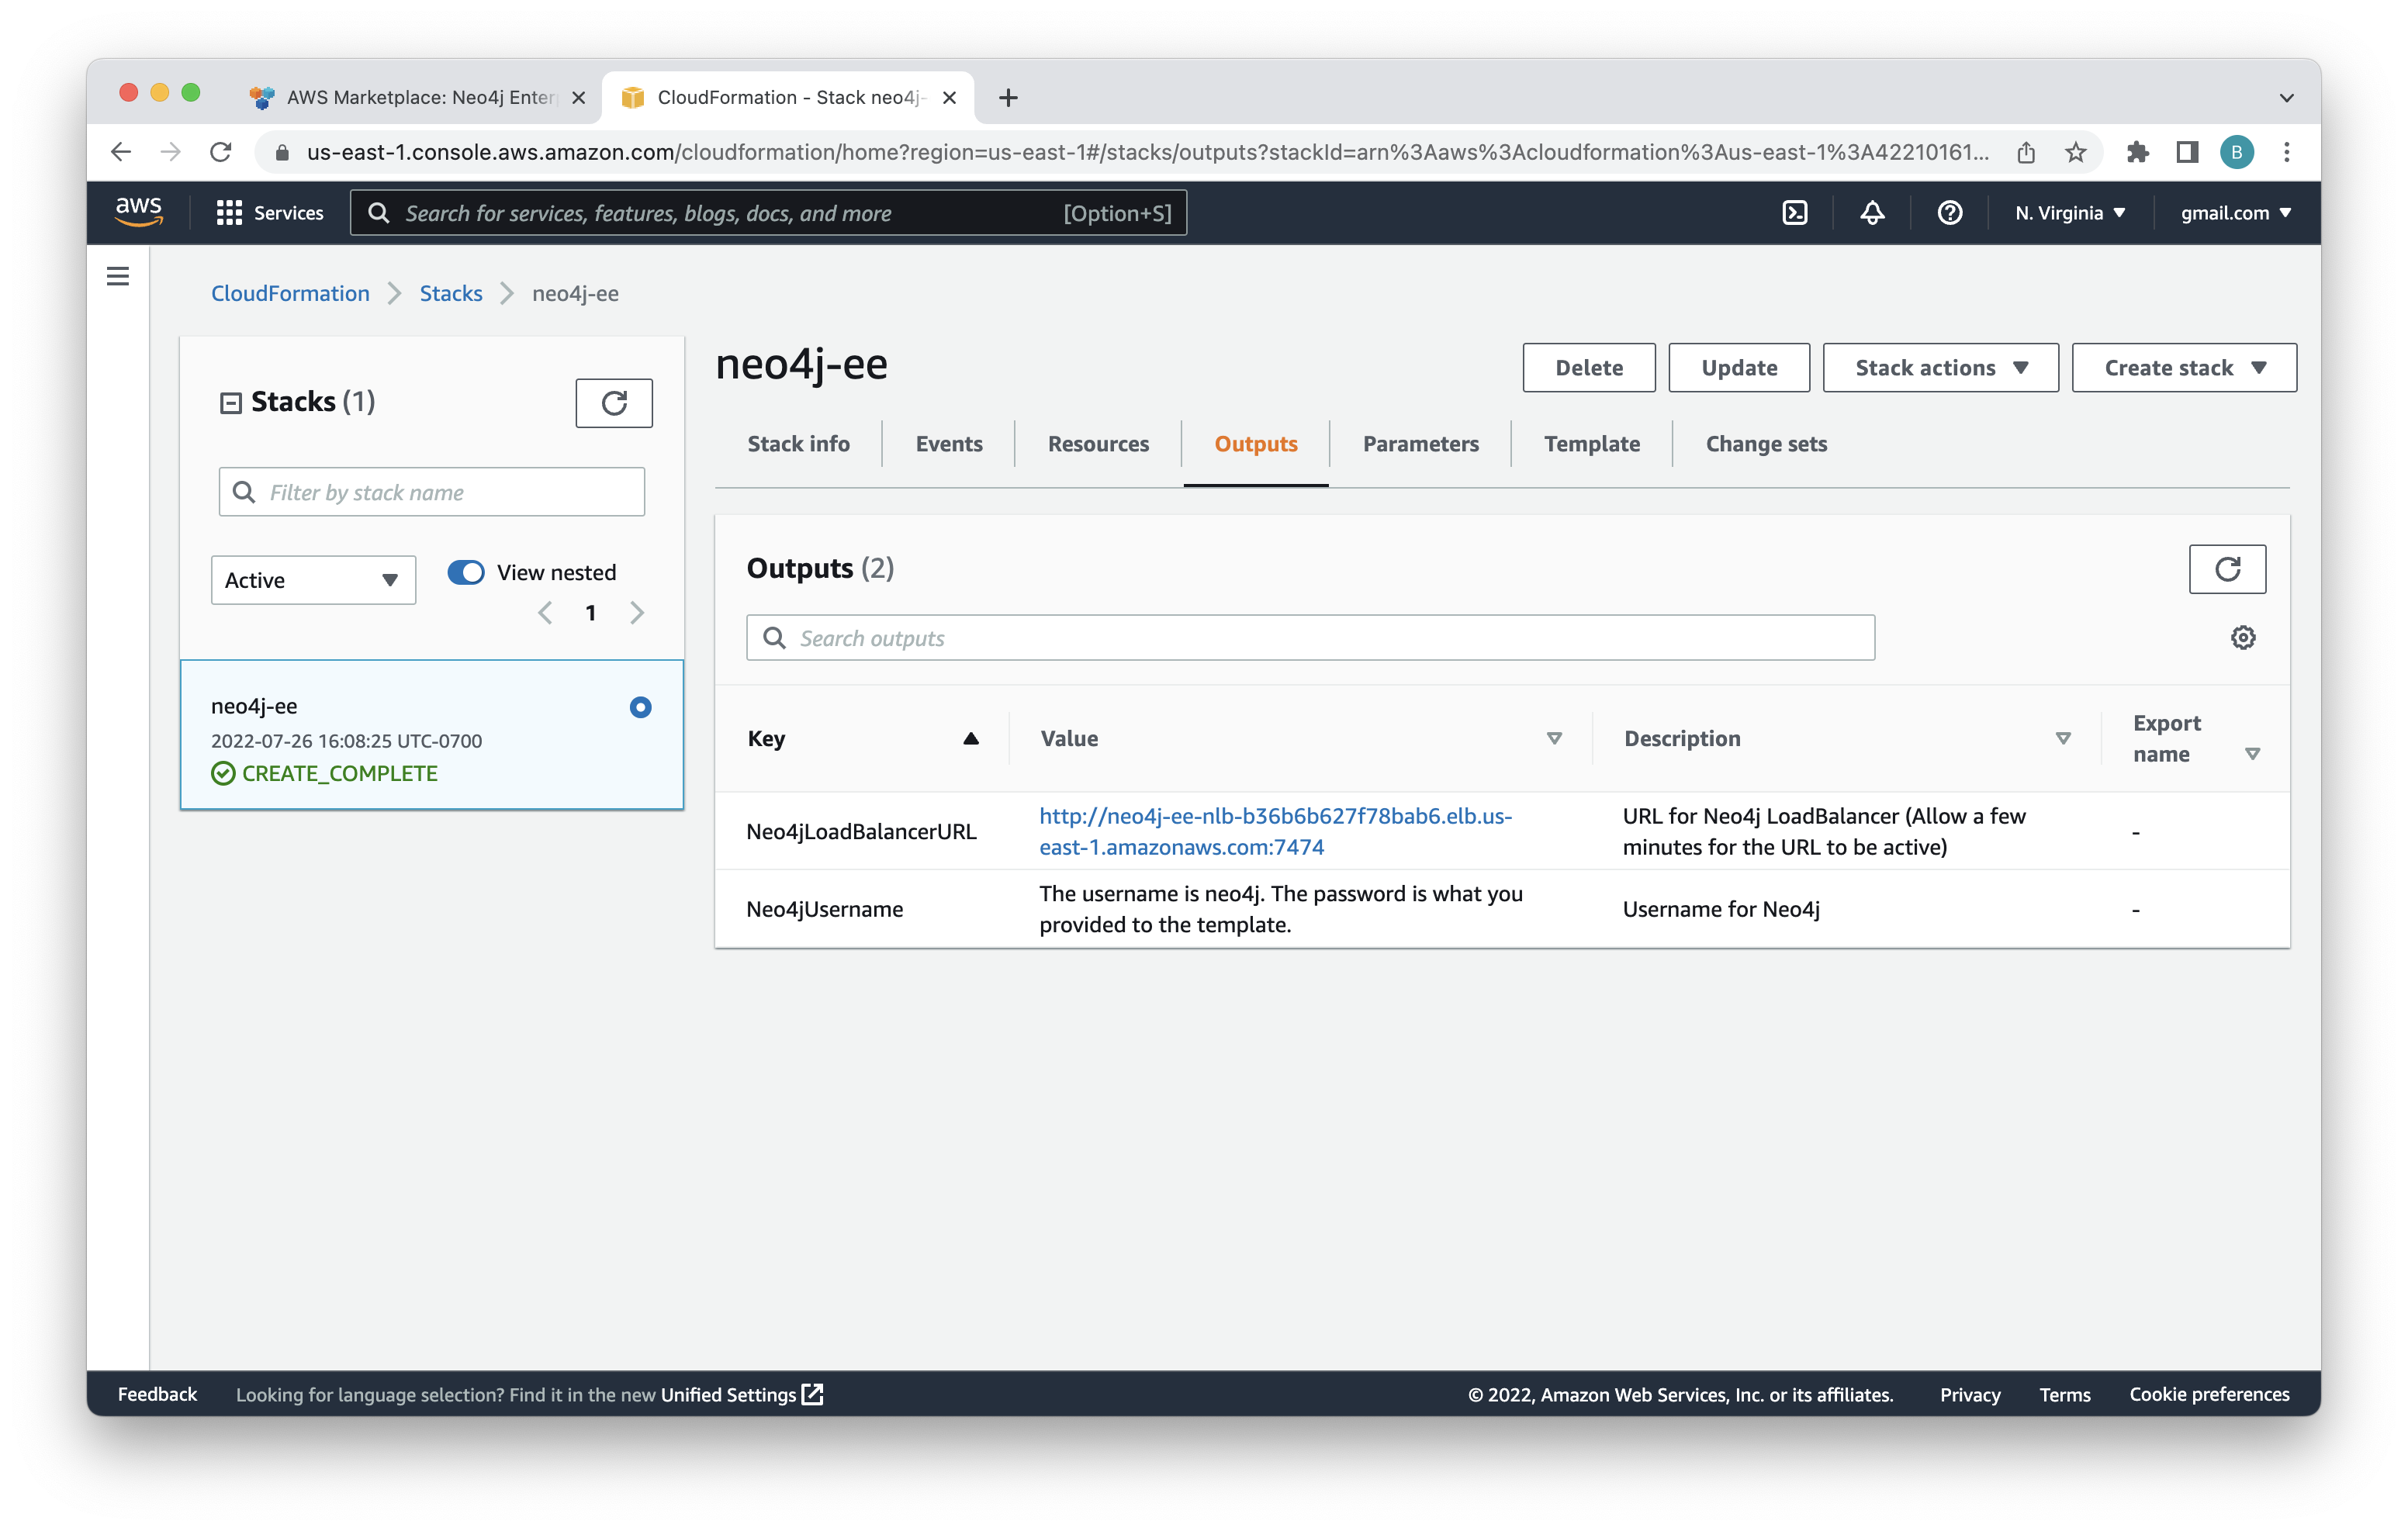 AWS Marketplace: Neo4j Enter
CloudFormation - Stack neo4j-
us-east-1.console.aws.amazon.com/cloudformation/home?region=us-east-1#/stacks/outputs?stackId=arn%3Aaws%3Acloudformation%3Aus-east-1%3A42210161...
B
aws
Services
Search for services, features, blogs, docs, and more
[Option+S]
N. Virginia
gmail.com
CloudFormation
Stacks
neo4j-ee
Stacks (1)
Filter by stack name
Active
View nested
1
neo4j-ee
2022-07-26 16:08:25 UTC-0700
CREATE_COMPLETE
neo4j-ee
Delete
Update
Stack actions
Create stack
Stack info
Events
Resources
Outputs
Parameters
Template
Change sets
Outputs (2)
Search outputs
Key
Value
Description
Export
name
Neo4jLoadBalancerURL
http://neo4j-ee-nlb-b36b6b627f78bab6.elb.us-
east-1.amazonaws.com:7474
URL for Neo4j LoadBalancer (Allow a few
minutes for the URL to be active)
-
Neo4jUsername
The username is neo4j. The password is what you
provided to the template.
Username for Neo4j
-
Feedback
Looking for language selection? Find it in the new Unified Settings
© 2022, Amazon Web Services, Inc. or its affiliates.
Privacy
Terms
Cookie preferences